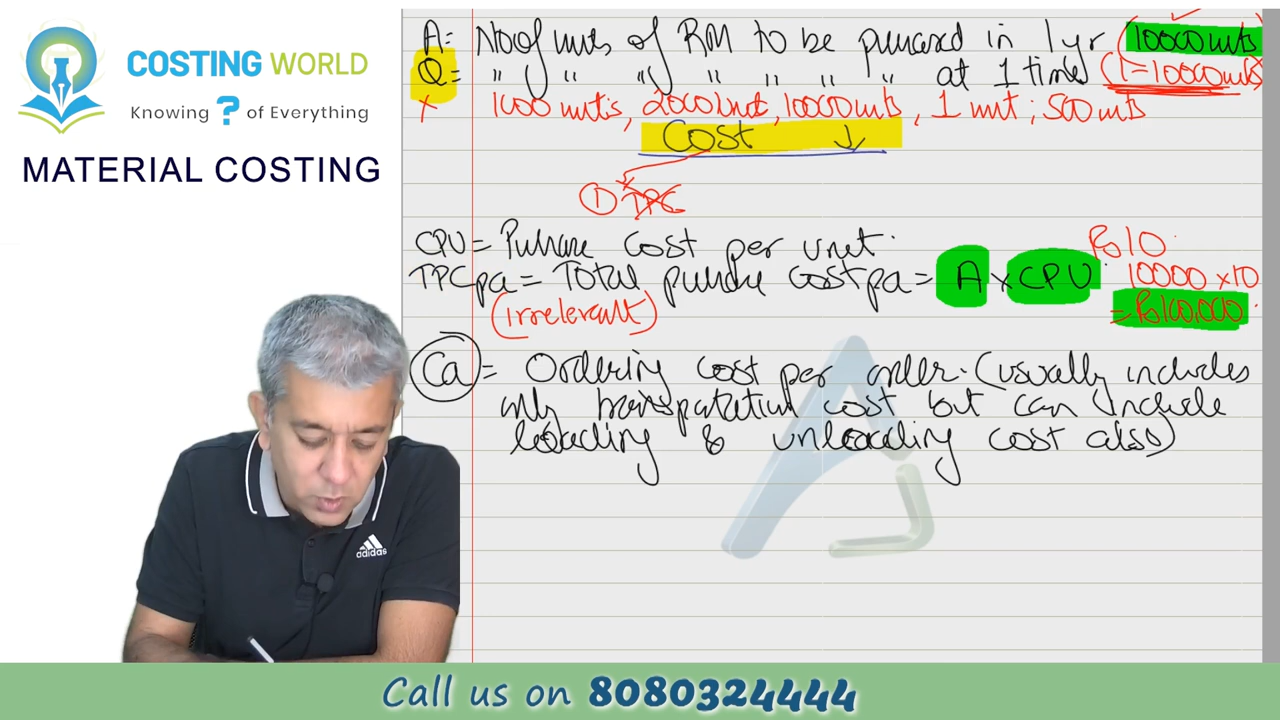 COSTING WORLD
Knowing ? of Everything
MATERIAL COSTING
A= No of units of RM to be purchased in 1 yr (10000 units
Q= " " " " " " " at 1 time (1-10000 units)
1000 units, 2000 unit, 10000 units, 1 unit; 500 units
Cost ↓
① TPC
CPU = Purchase cost per unit.
Rs 10
TPCpa = Total purchase cost pa = A x CPU
10000 x 10
= Rs 100,000.
(irrelevant)
Ca = Ordering cost per order. (usually includes
only transportation cost but can include
loading & unloading cost also)
adidas
Call us on 8080324444